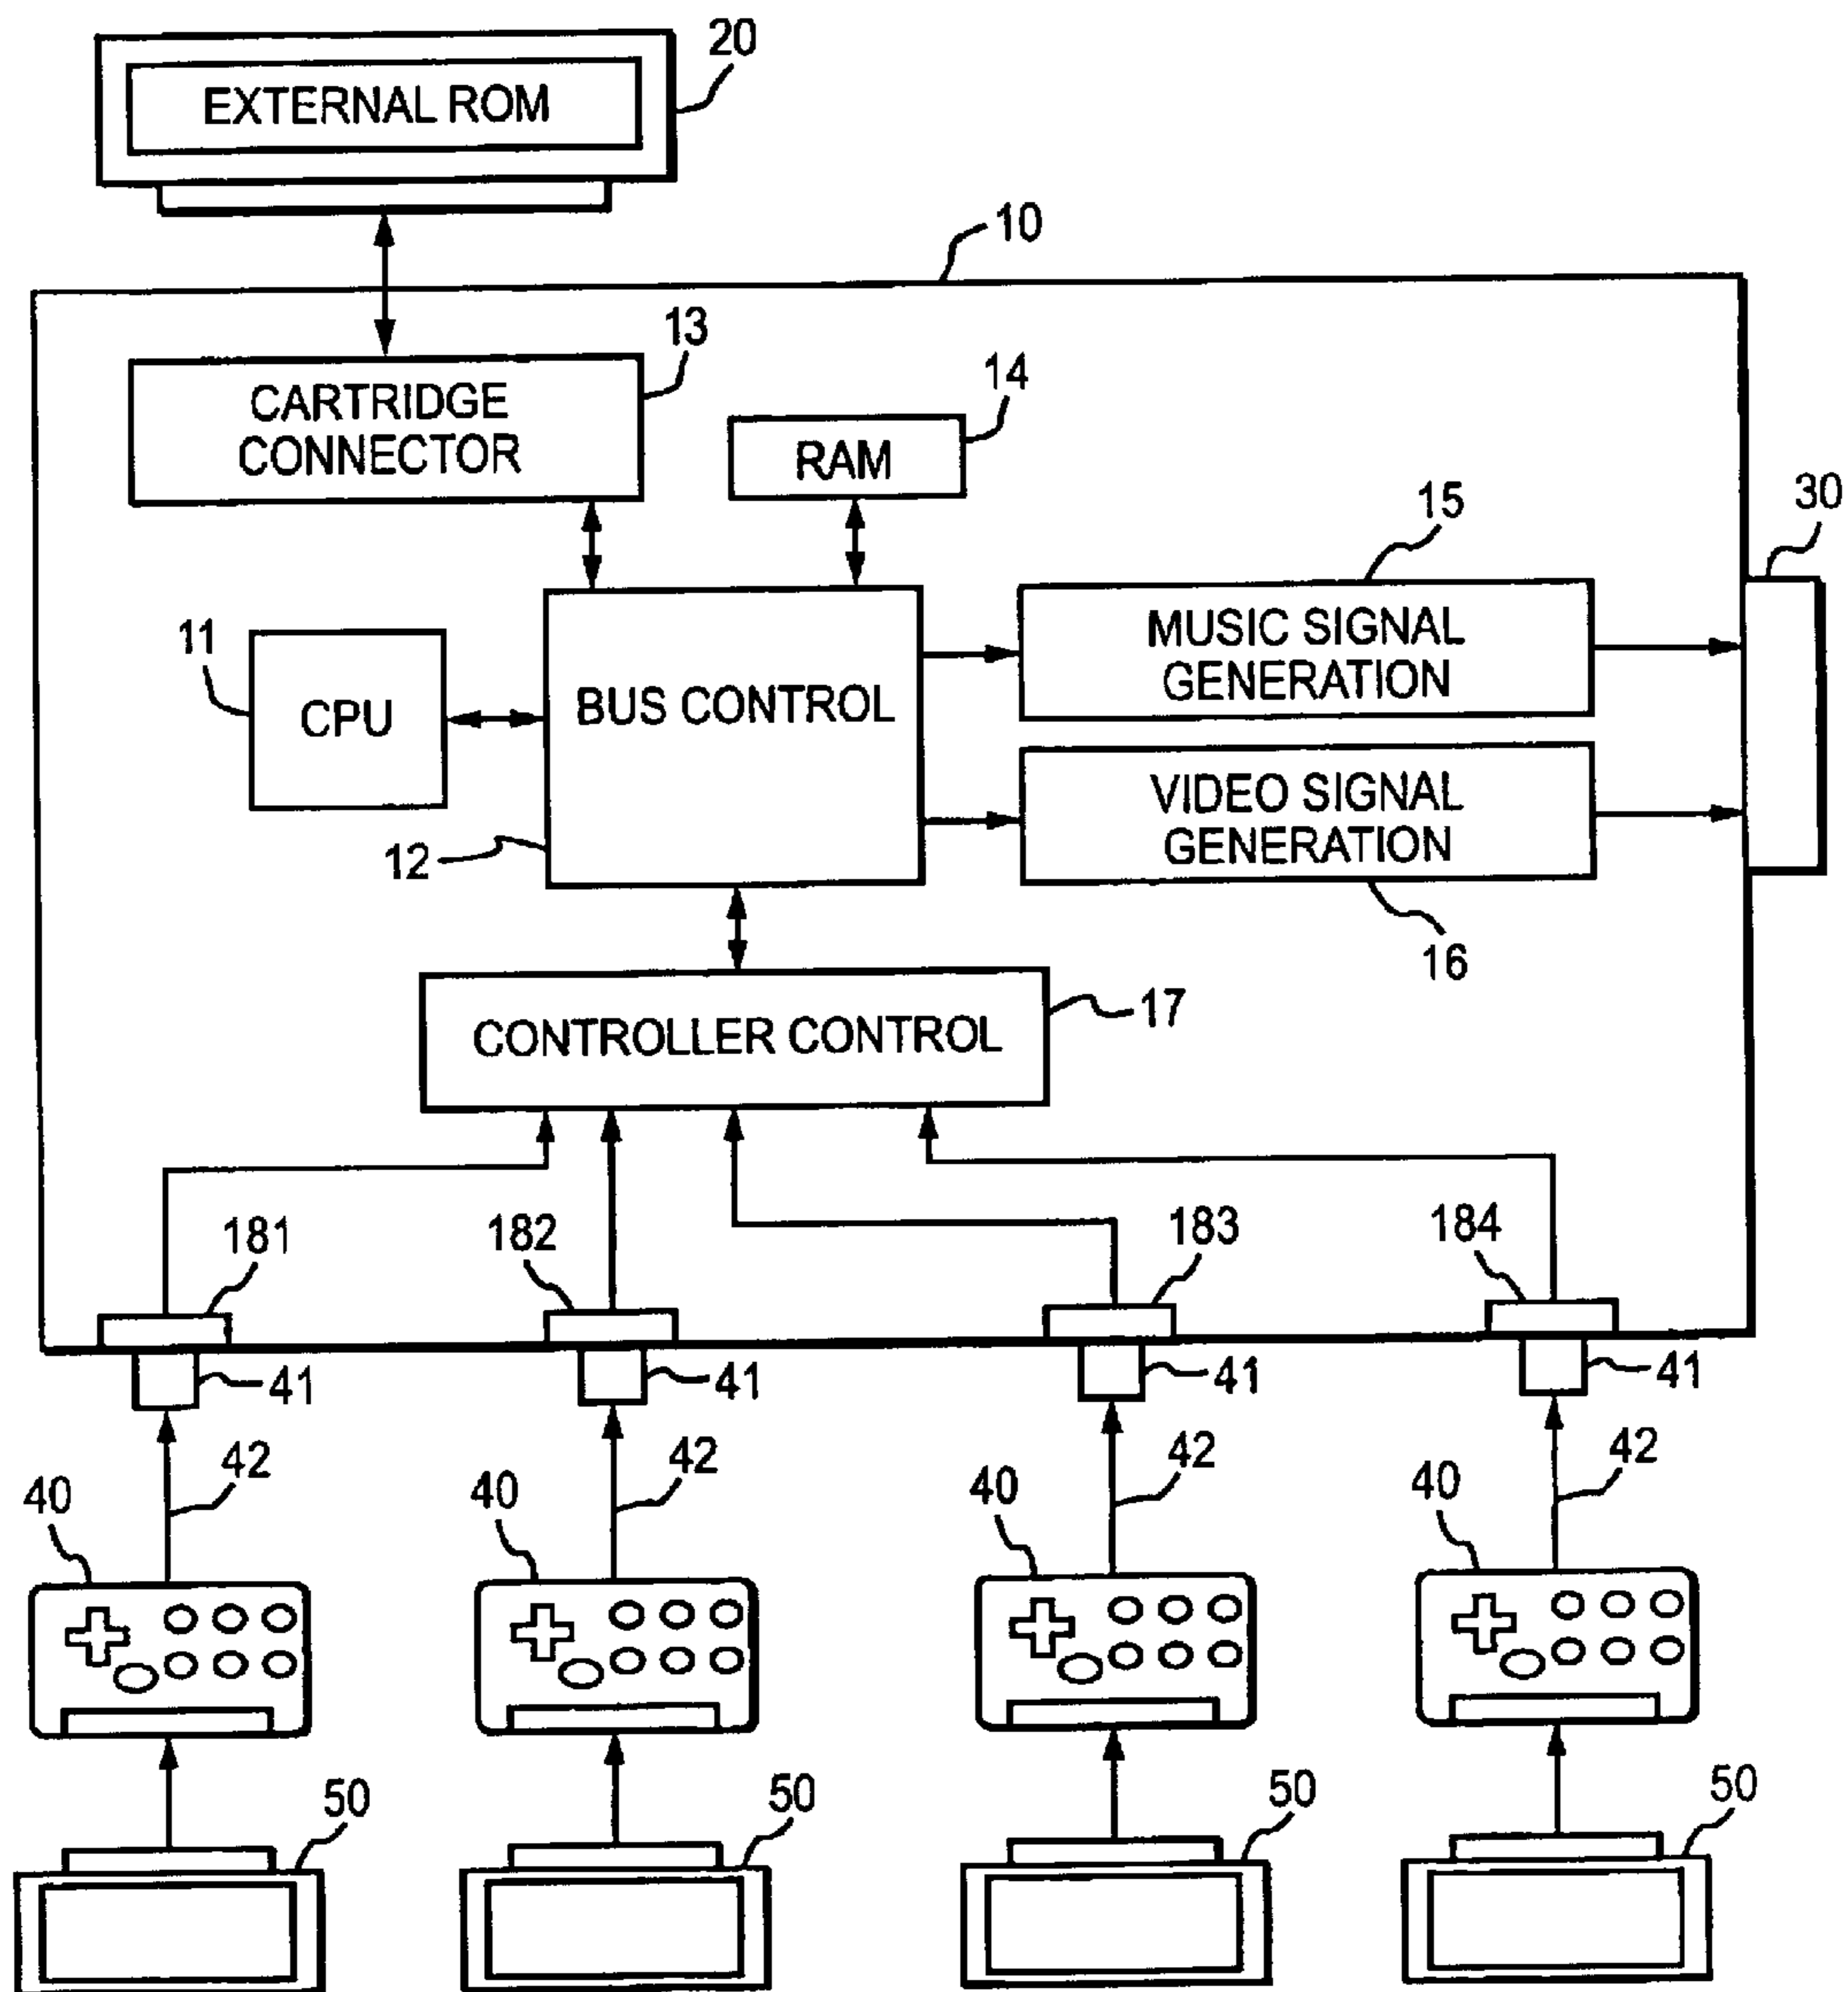 20
EXTERNAL ROM
10
13
CARTRIDGE
CONNECTOR
14
RAM
15
30
MUSIC SIGNAL
GENERATION
11
CPU
BUS CONTROL
VIDEO SIGNAL
GENERATION
12
16
CONTROLLER CONTROL
17
181
182
183
184
41
41
41
41
42
42
42
42
40
40
40
40
50
50
50
50